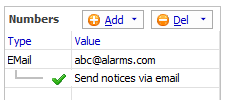 Numbers Add Del
Type Value
EMail abc@alarms.com
Send notices via email